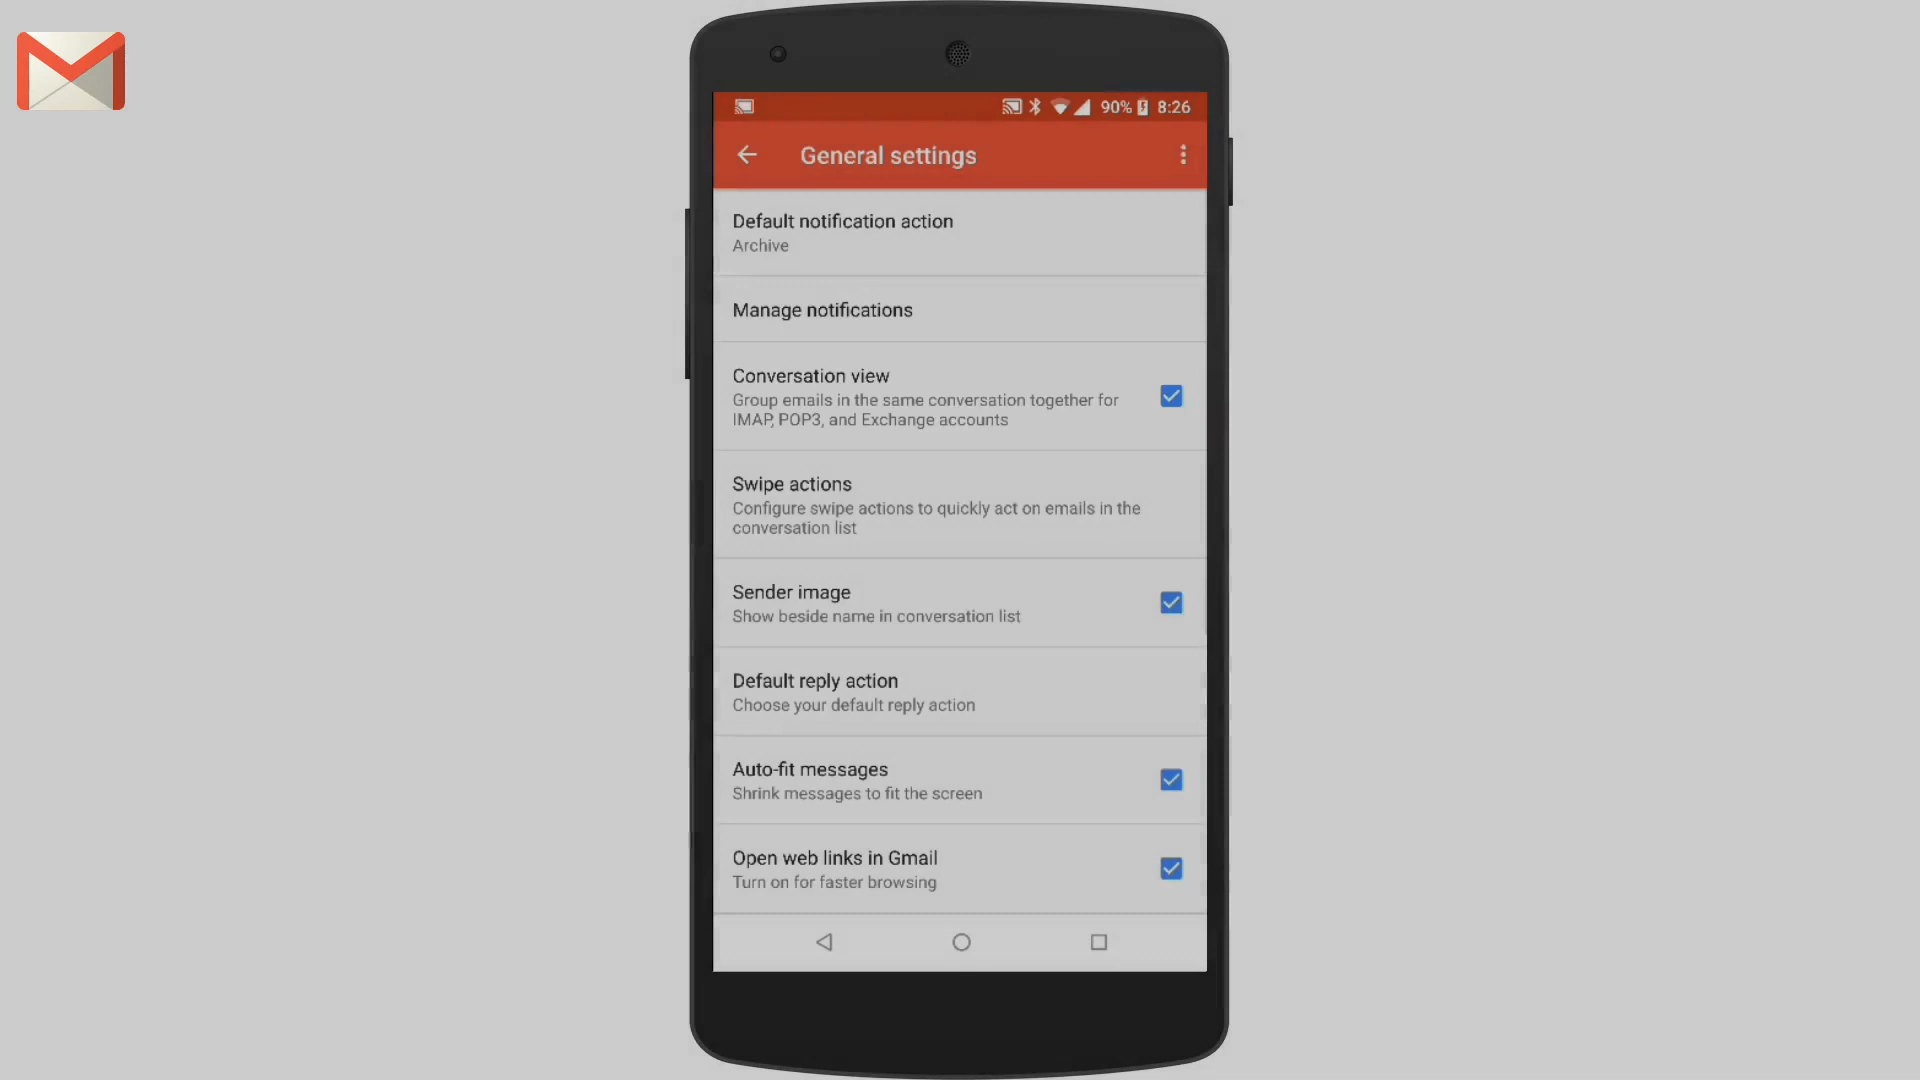 90% 8:26
General settings
Default notification action
Archive
Manage notifications
Conversation view
Group emails in the same conversation together for
IMAP, POP3, and Exchange accounts
Swipe actions
Configure swipe actions to quickly act on emails in the
conversation list
Sender image
Show beside name in conversation list
Default reply action
Choose your default reply action
Auto-fit messages
Shrink messages to fit the screen
Open web links in Gmail
Turn on for faster browsing